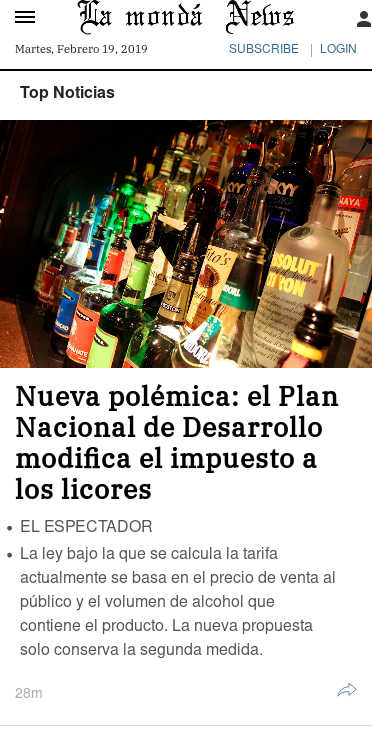 La mondá News
Martes, Febrero 19, 2019
SUBSCRIBE | LOGIN
Top Noticias
SKYY
SKYY
NAYA
ABSOLUT
Nueva polémica: el Plan
Nacional de Desarrollo
modifica el impuesto a
los licores
• EL ESPECTADOR
• La ley bajo la que se calcula la tarifa
actualmente se basa en el precio de venta al
público y el volumen de alcohol que
contiene el producto. La nueva propuesta
solo conserva la segunda medida.
28m